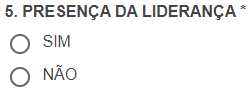 5. PRESENÇA DA LIDERANÇA *
SIM
NÃO